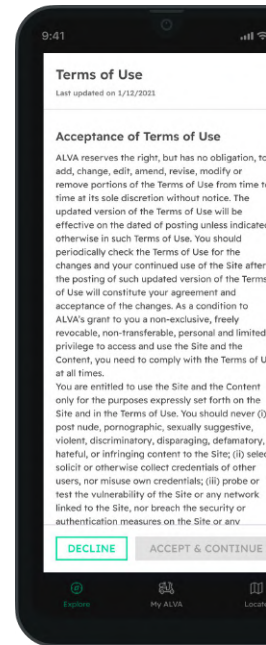 9:41
Terms of Use
Last updated on 1/12/2021
Acceptance of Terms of Use
ALVA reserves the right, but has no obligation, to
add, change, edit, amend, revise, modify or
remove portions of the Terms of Use from time to
time at its sole discretion without notice. The
updated version of the Terms of Use will be
effective on the dated of posting unless indicated
otherwise in such Terms of Use. You should
periodically check the Terms of Use for the
changes and your continued use of the Site after
the posting of such updated version of the Terms
of Use will constitute your agreement and
acceptance of the changes. As a condition to
ALVA's grant to you a non-exclusive, freely
revocable, non-transferable, personal and limited
privilege to access and use the Site and the
Content, you need to comply with the Terms of U
at all times.
You are entitled to use the Site and the Content
only for the purposes expressly set forth on the
Site and in the Terms of Use. You should never (i)
post nude, pornographic, sexually suggestive,
violent, discriminatory, disparaging, defamatory,
hateful, or infringing content to the Site; (ii) selec
solicit or otherwise collect credentials of other
users, nor misuse own credentials; (iii) probe or
test the vulnerability of the Site or any network
linked to the Site, nor breach the security or
authentication measures on the Site or any
DECLINE ACCEPT & CONTINUE
Explore My ALVA Locate